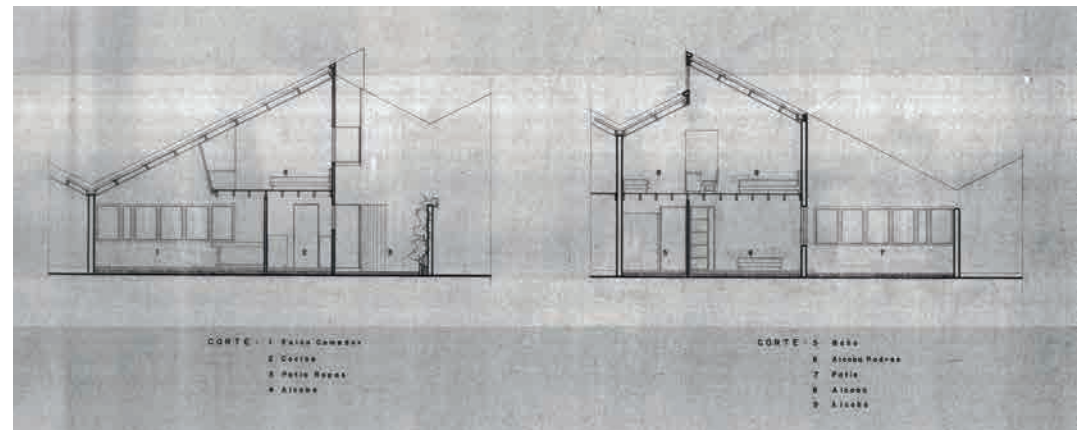 CORTE - 1 Salón Comedor
2 Cocina
3 Patio Ropas
4 Alcoba
CORTE - 5 Baño
6 Alcoba Padres
7 Patio
8 Alcoba
9 Alcoba